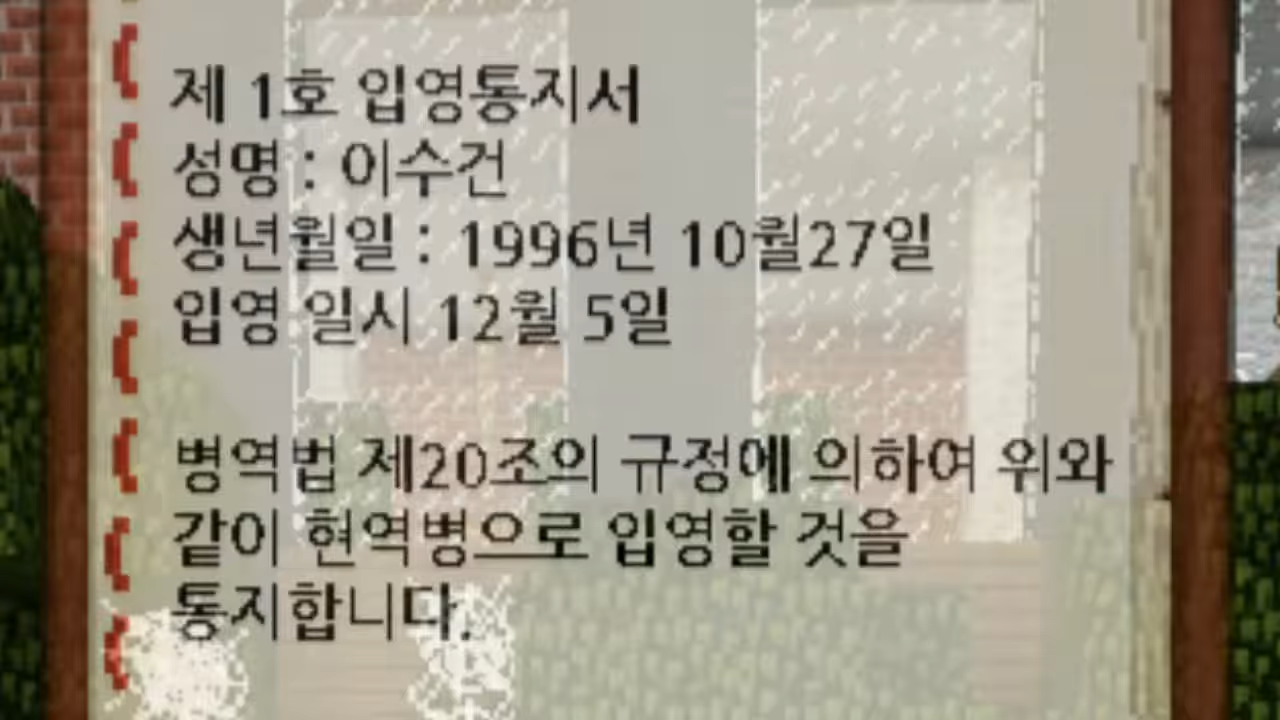 제 1호 입영통지서
성명 : 이수건
생년월일 : 1996년 10월27일
입영 일시 12월 5일
병역법 제20조의 규정에 의하여 위와
같이 현역병으로 입영할 것을
통지합니다.